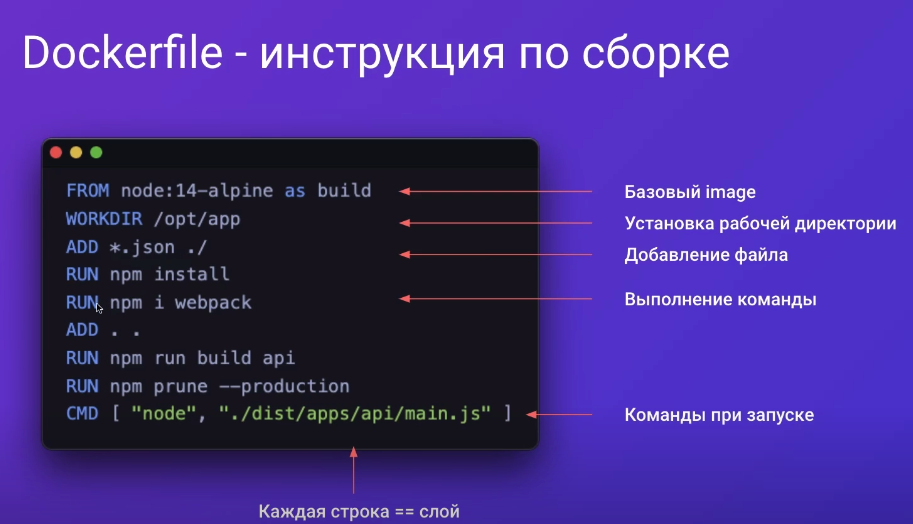 Dockerfile - инструкция по сборке
FROM node:14-alpine as build
Базовый image
WORKDIR /opt/app
Установка рабочей директории
ADD *.json ./
Добавление файла
RUN npm install
RUN npm i webpack
Выполнение команды
ADD . .
RUN npm run build api
RUN npm prune --production
CMD [ "node", "./dist/apps/api/main.js" ]
Команды при запуске
Каждая строка == слой